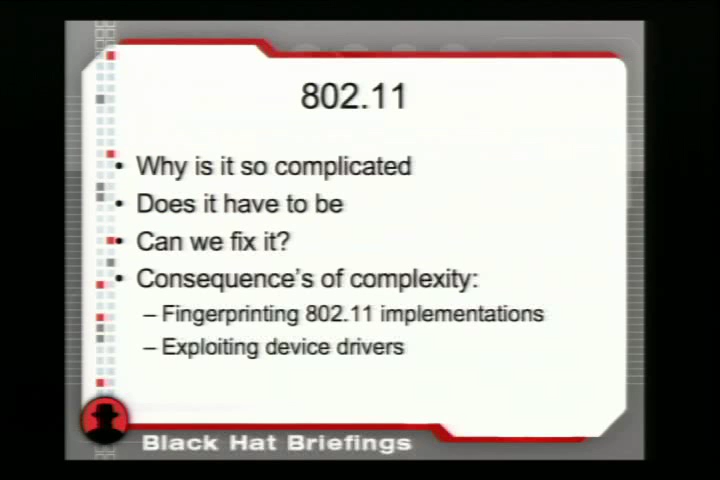 802.11
• Why is it so complicated
• Does it have to be
• Can we fix it?
• Consequence's of complexity:
– Fingerprinting 802.11 implementations
– Exploiting device drivers
Black Hat Briefings